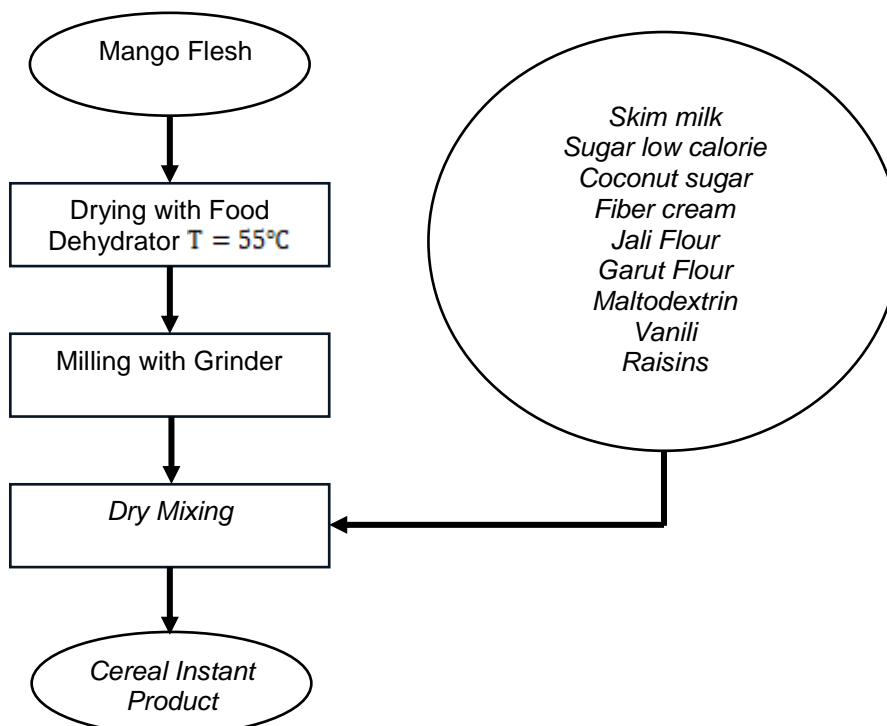 Mango Flesh
Drying with Food
Dehydrator T = 55°C
Milling with Grinder
Dry Mixing
Cereal Instant
Product
Skim milk
Sugar low calorie
Coconut sugar
Fiber cream
Jali Flour
Garut Flour
Maltodextrin
Vanili
Raisins